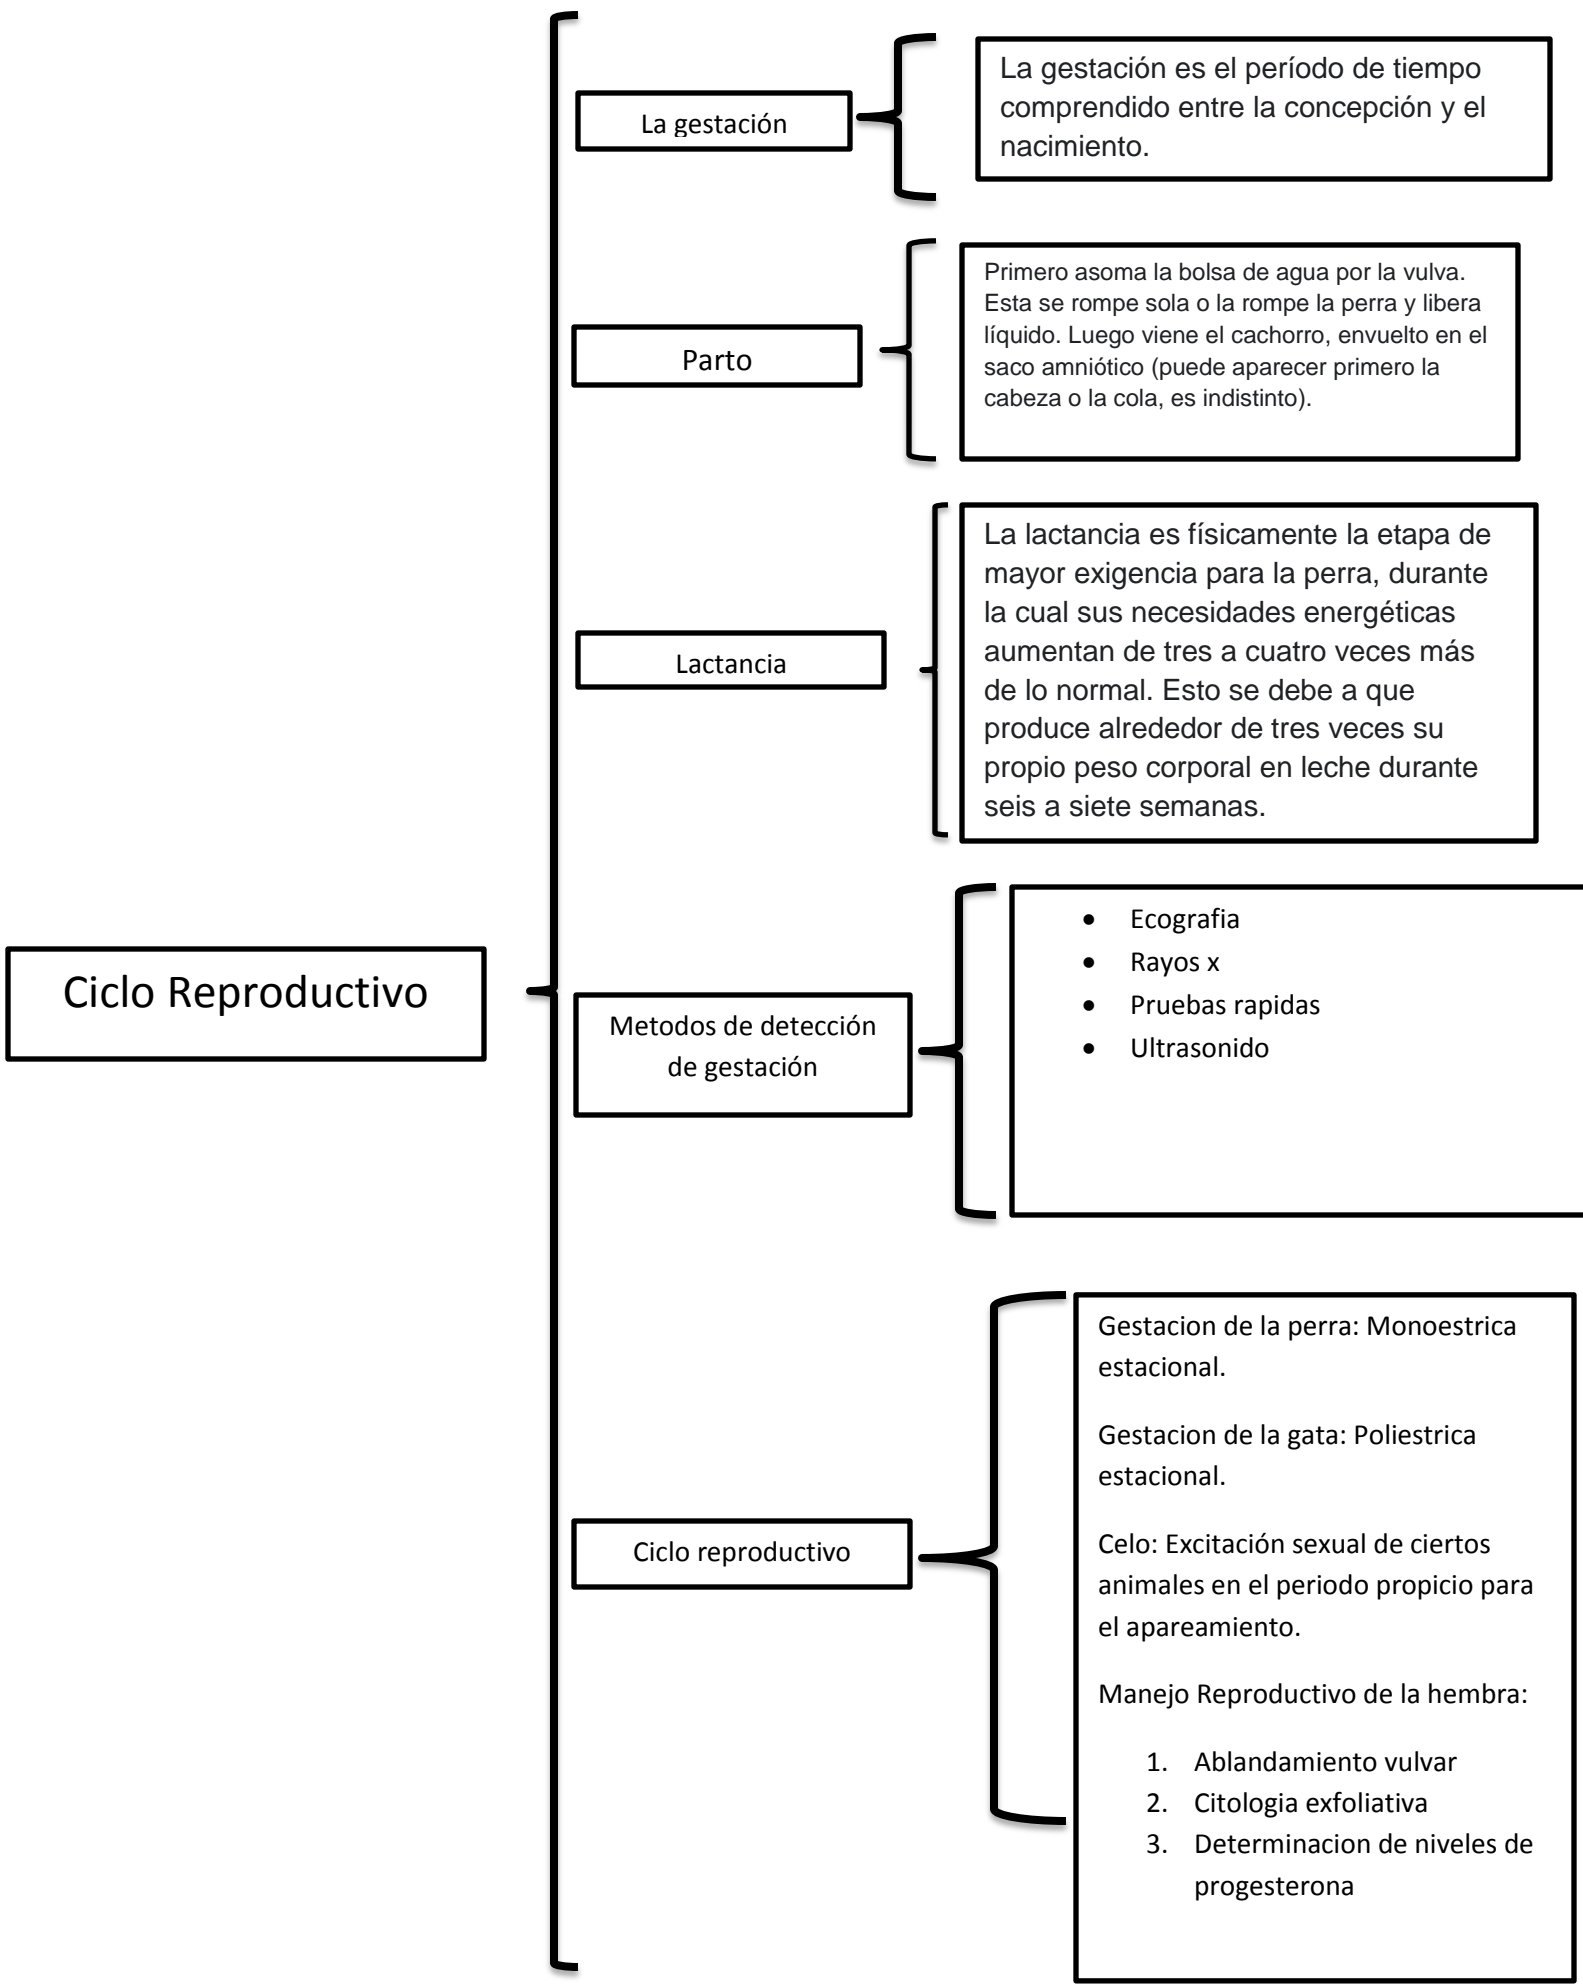 La gestación
La gestación es el período de tiempo
comprendido entre la concepción y el
nacimiento.
Parto
Primero asoma la bolsa de agua por la vulva.
Esta se rompe sola o la rompe la perra y libera
líquido. Luego viene el cachorro, envuelto en el
saco amniótico (puede aparecer primero la
cabeza o la cola, es indistinto).
Lactancia
La lactancia es físicamente la etapa de
mayor exigencia para la perra, durante
la cual sus necesidades energéticas
aumentan de tres a cuatro veces más
de lo normal. Esto se debe a que
produce alrededor de tres veces su
propio peso corporal en leche durante
seis a siete semanas.
Ciclo Reproductivo
Metodos de detección
de gestación
• Ecografia
• Rayos x
• Pruebas rapidas
• Ultrasonido
Ciclo reproductivo
Gestacion de la perra: Monoestrica
estacional.
Gestacion de la gata: Poliestrica
estacional.
Celo: Excitación sexual de ciertos
animales en el periodo propicio para
el apareamiento.
Manejo Reproductivo de la hembra:
1. Ablandamiento vulvar
2. Citologia exfoliativa
3. Determinacion de niveles de
progesterona